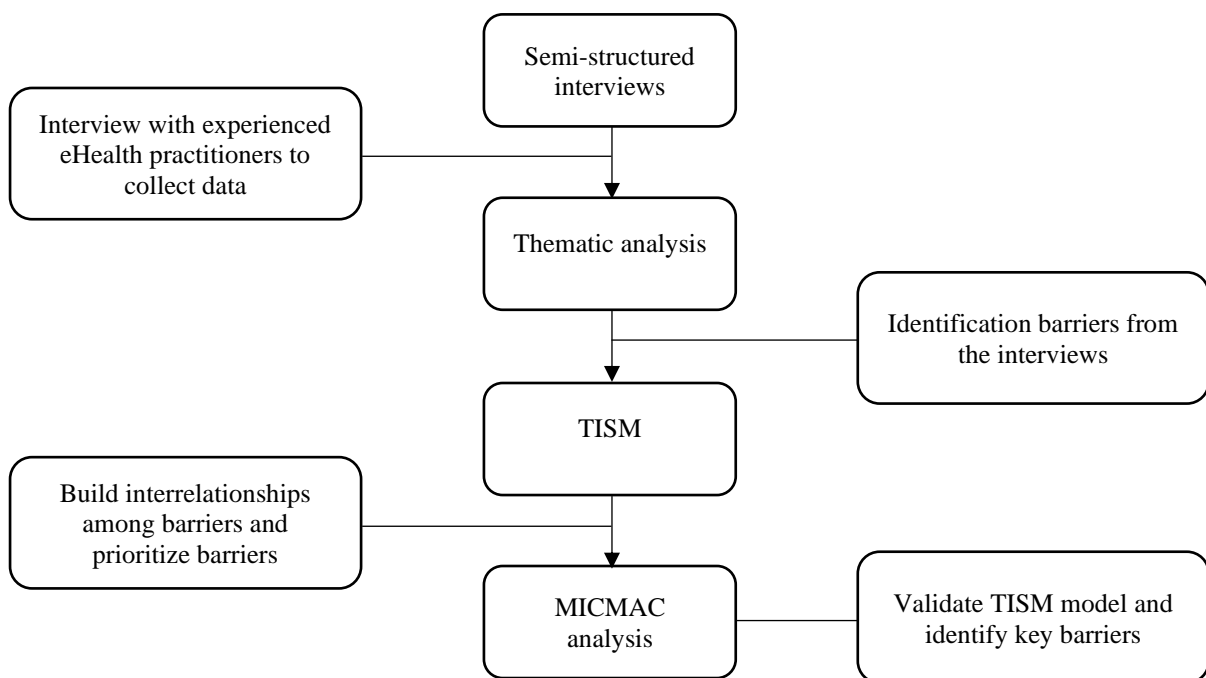 Semi-structured
interviews
Interview with experienced
eHealth practitioners to
collect data
Thematic analysis
Identification barriers from
the interviews
TISM
Build interrelationships
among barriers and
prioritize barriers
MICMAC
analysis
Validate TISM model and
identify key barriers